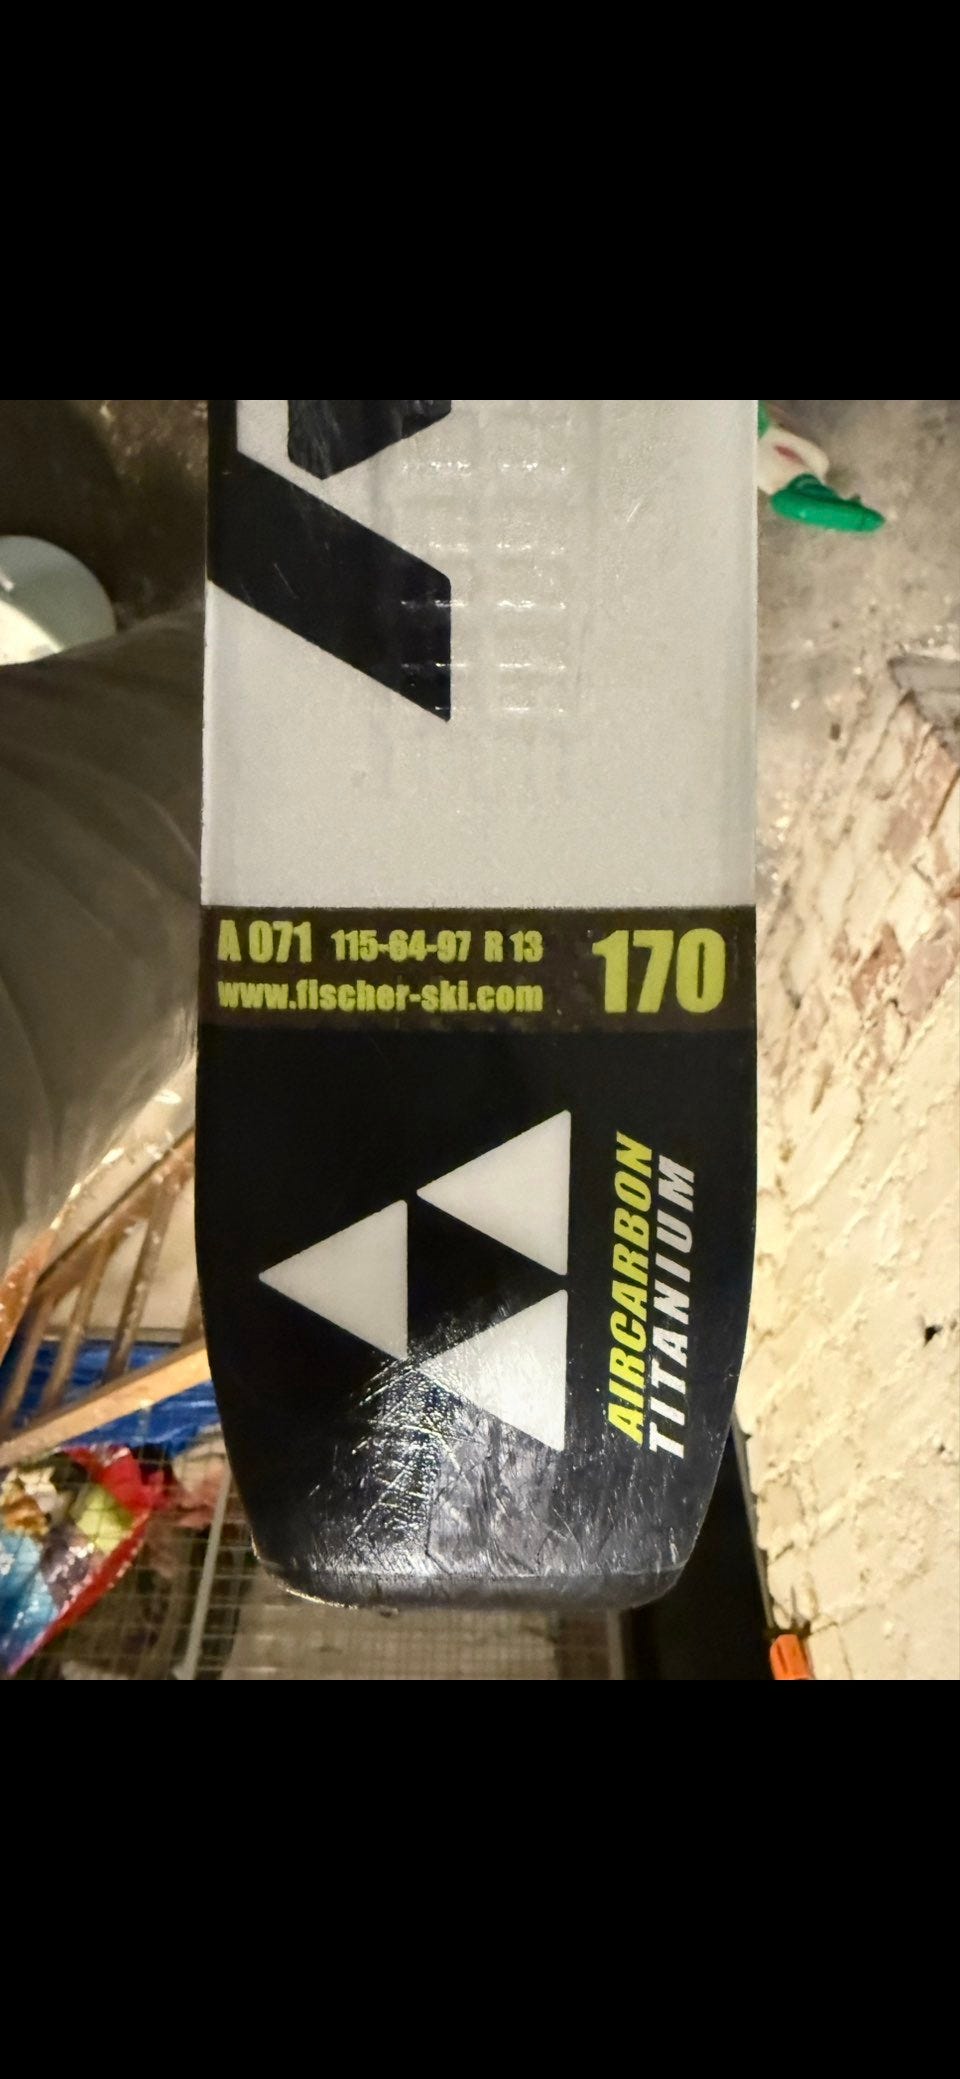 A 071 115-64-97 R 13 170
www.fischer-ski.com
AIRCARBON
TITANIUM